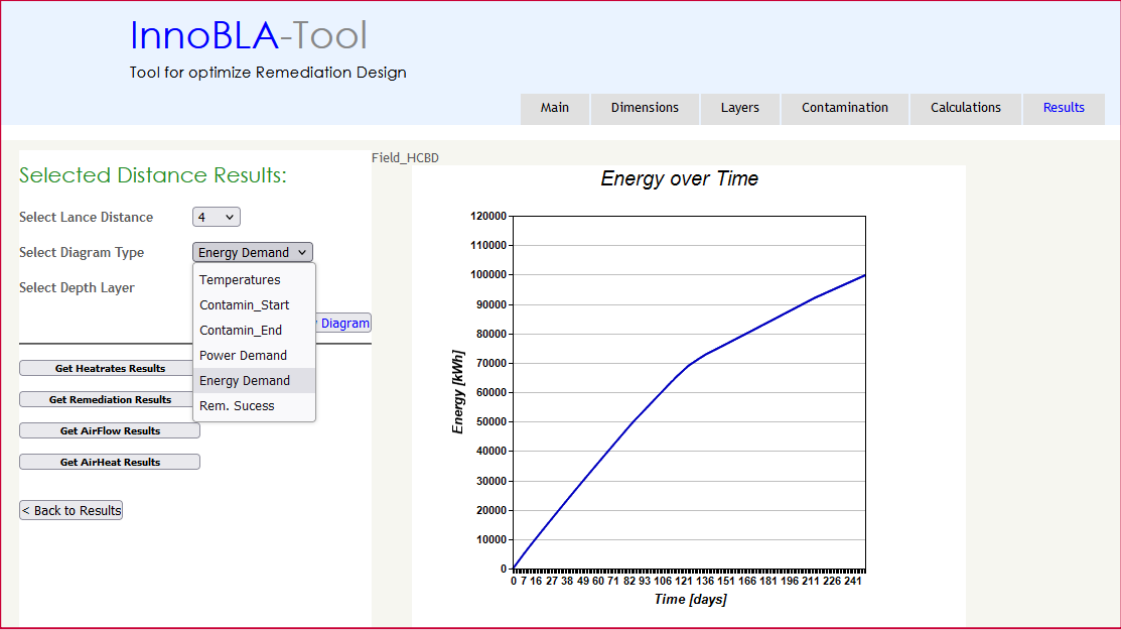 InnoBLA-Tool
Tool for optimize Remediation Design
Main Dimensions Layers Contamination Calculations Results
Selected Distance Results:
Select Lance Distance 4
Select Diagram Type Energy Demand
Temperatures
Contamin_Start
Contamin_End
Power Demand
Energy Demand
Rem. Sucess
Select Depth Layer
Diagram
Get Heatrates Results
Get Remediation Results
Get AirFlow Results
Get AirHeat Results
< Back to Results
Field_HCBD
Energy over Time
Energy [kWh]
120000
110000
100000
90000
80000
70000
60000
50000
40000
30000
20000
10000
0
0 7 16 27 38 49 60 71 82 93 106 121 136 151 166 181 196 211 226 241
Time [days]